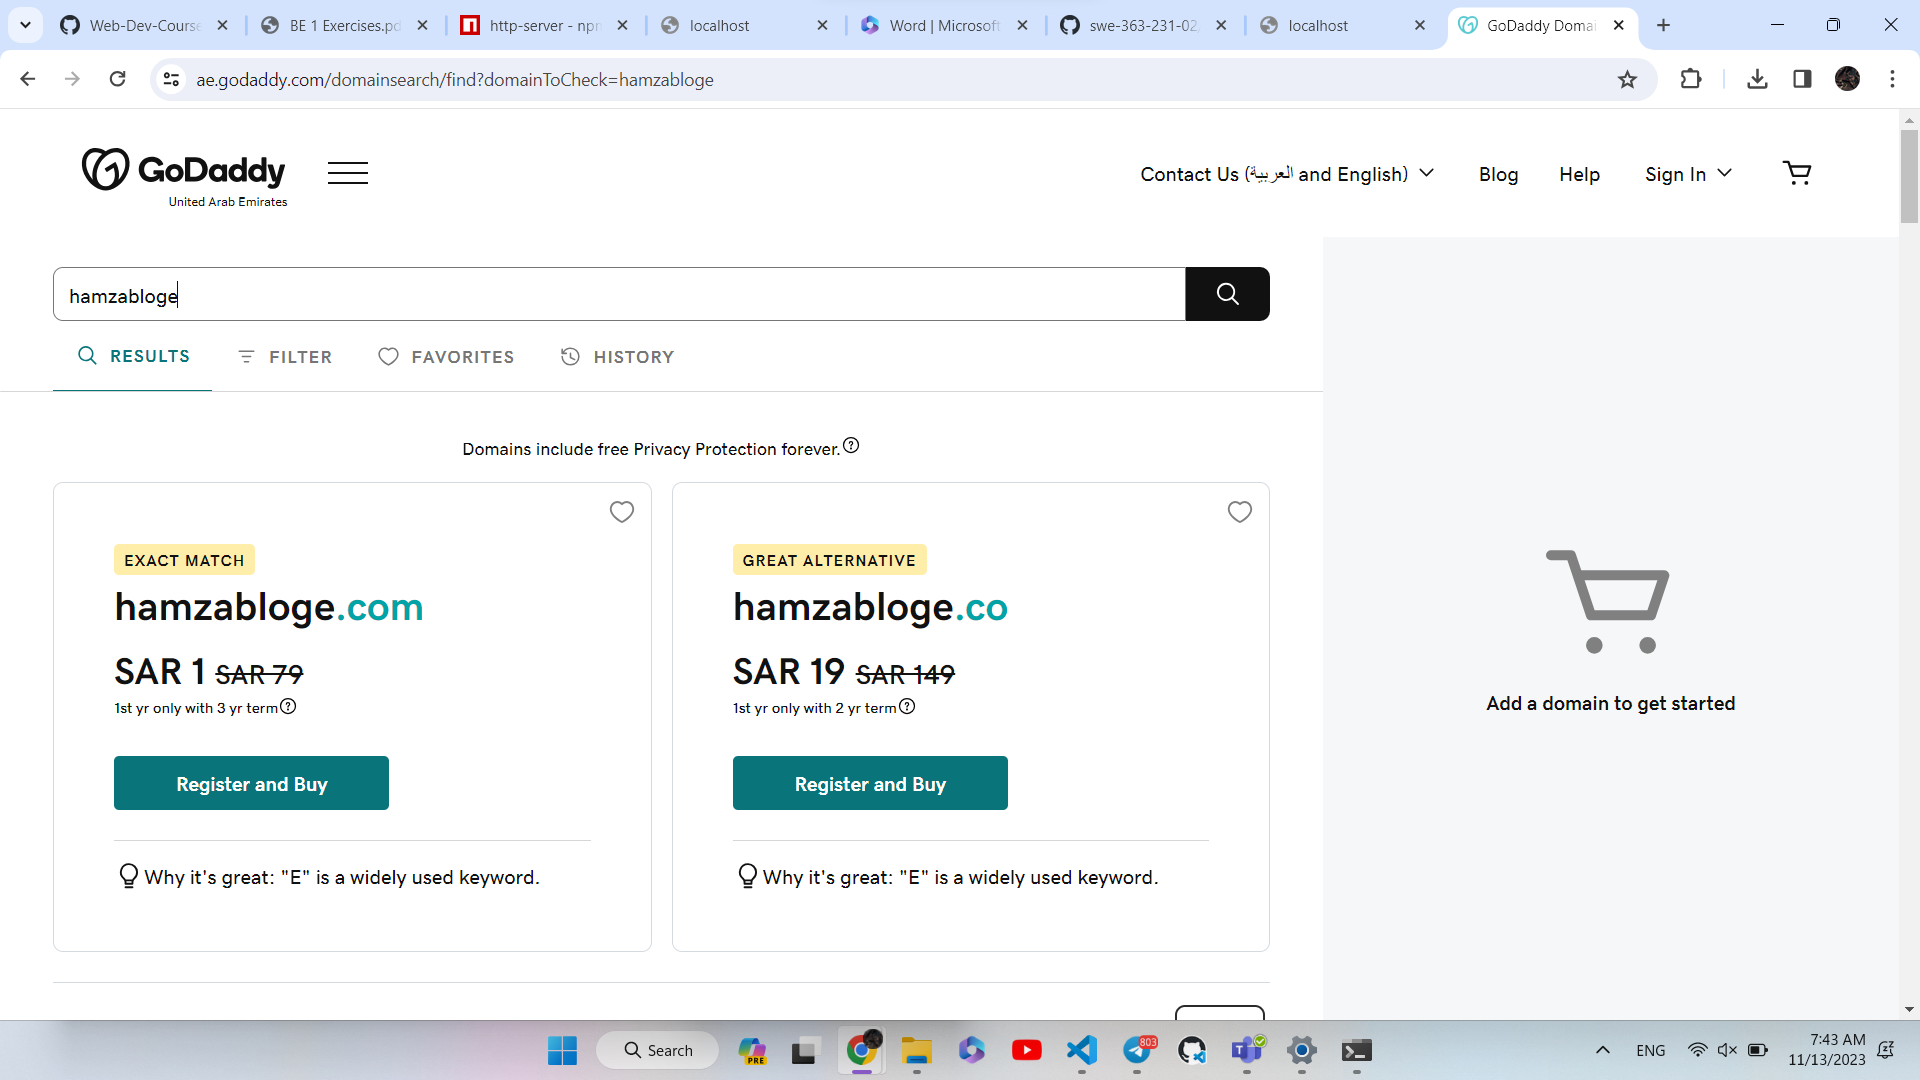 Web-Dev-Course
BE 1 Exercises.pd
http-server - npm
localhost
Word | Microsoft
swe-363-231-02
localhost
GoDaddy Domai
ae.godaddy.com/domainsearch/find?domainToCheck=hamzabloge
GoDaddy
United Arab Emirates
Contact Us (العربية and English)
Blog
Help
Sign In
hamzabloge
RESULTS
FILTER
FAVORITES
HISTORY
Domains include free Privacy Protection forever.
EXACT MATCH
hamzabloge.com
SAR 1 SAR 79
1st yr only with 3 yr term
Register and Buy
Why it's great: "E" is a widely used keyword.
GREAT ALTERNATIVE
hamzabloge.co
SAR 19 SAR 149
1st yr only with 2 yr term
Register and Buy
Why it's great: "E" is a widely used keyword.
Add a domain to get started
Search
PRE
803
ENG
7:43 AM
11/13/2023